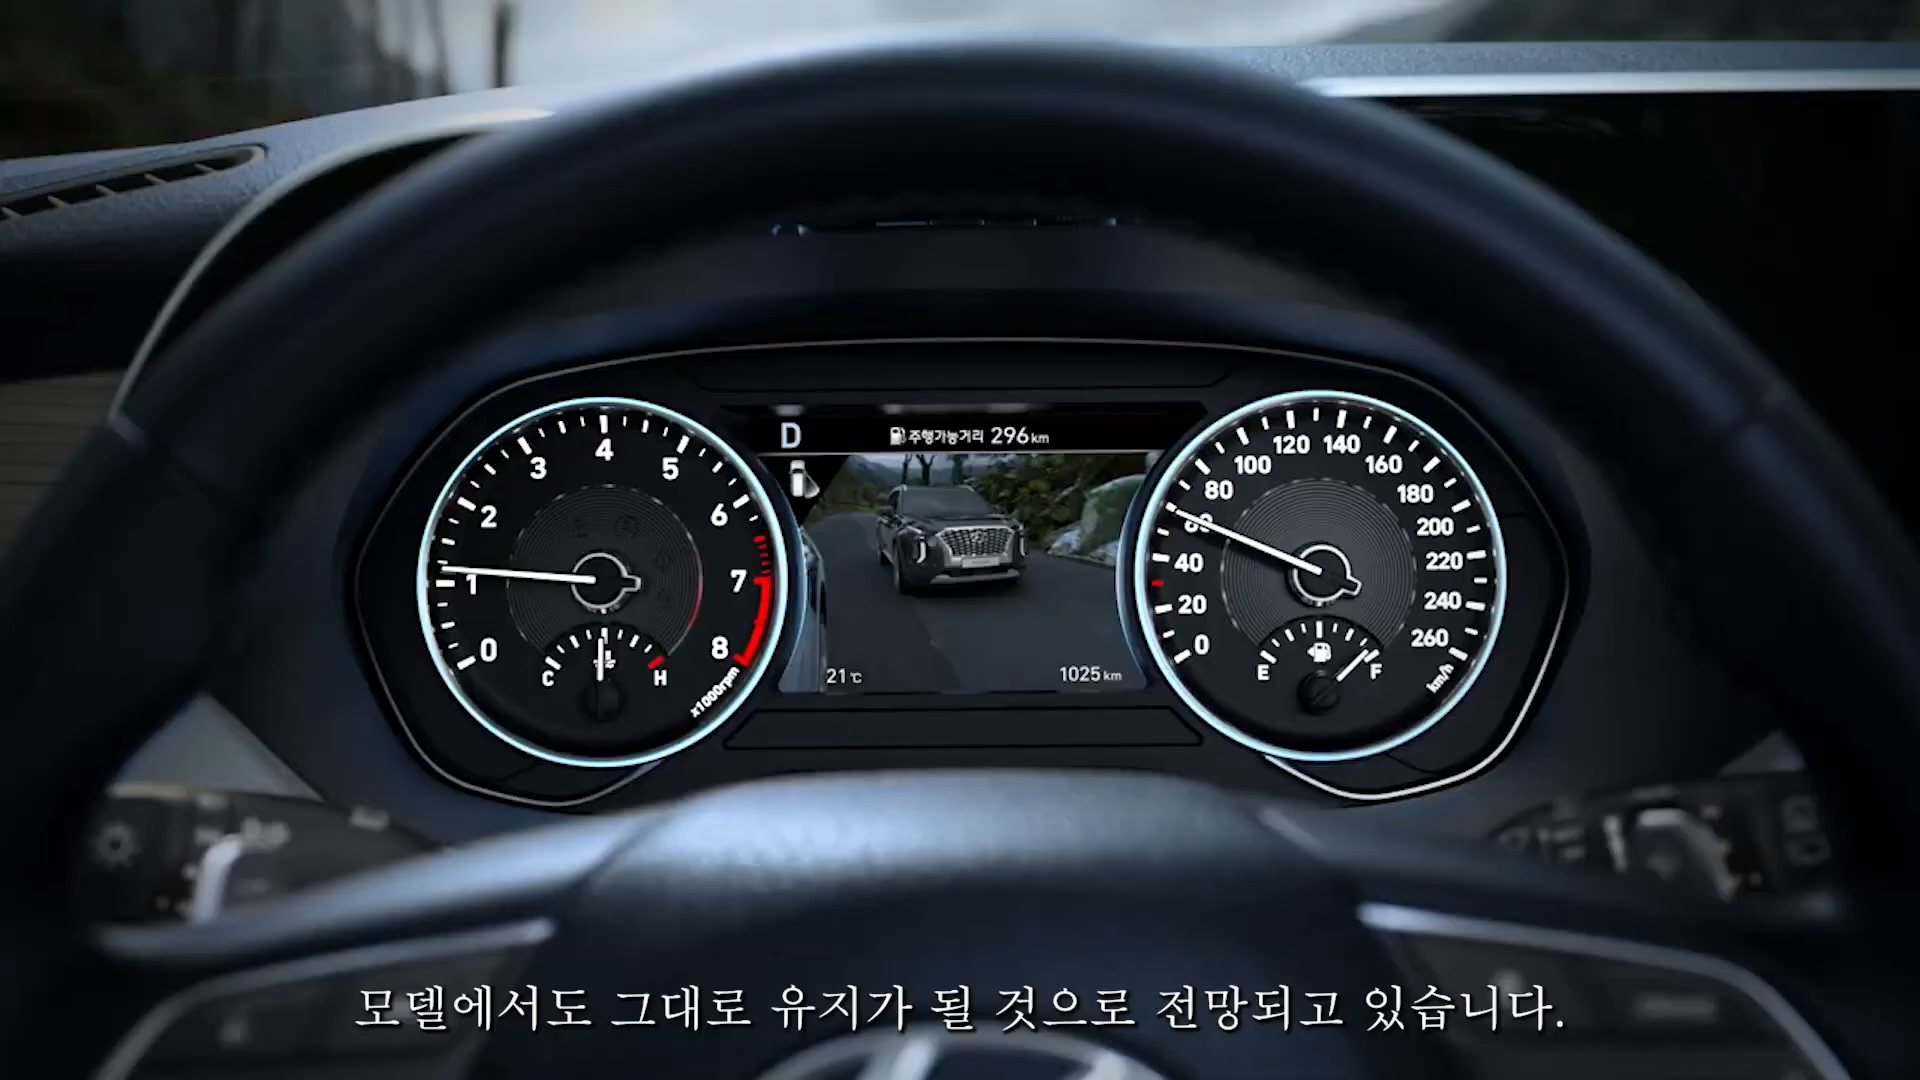 D
주행가능거리 296km
0 1 2 3 4 5 6 7 8
x1000rpm
C H
21℃
1025km
0 20 40 60 80 100 120 140 160 180 200 220 240 260
km/h
E F
모델에서도 그대로 유지가 될 것으로 전망되고 있습니다.